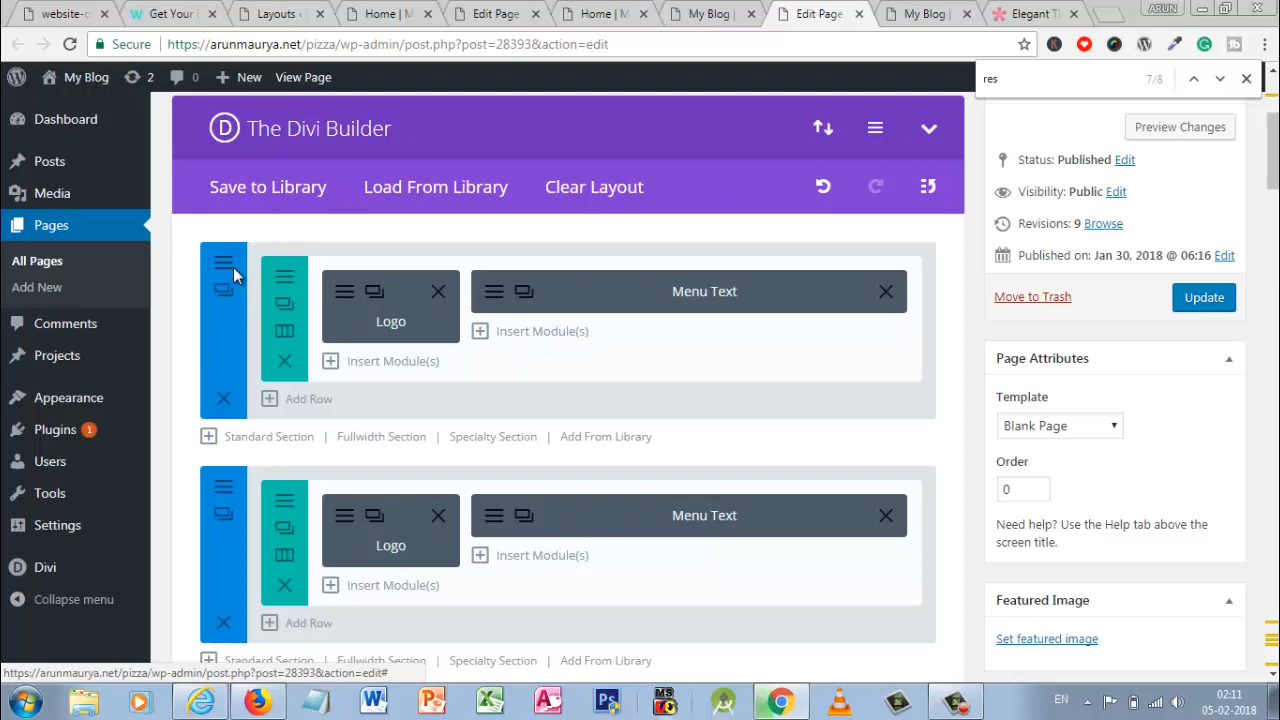 website-c
Get Your
Layouts ‹
Home | M
Edit Page
Home | M
My Blog |
Edit Page
My Blog |
Elegant T
ARUN
Secure
https://arunmaurya.net/pizza/wp-admin/post.php?post=28393&action=edit
My Blog
2
0
New
View Page
res
7/8
Dashboard
Posts
Media
Pages
All Pages
Add New
Comments
Projects
Appearance
Plugins 1
Users
Tools
Settings
Divi
Collapse menu
D The Divi Builder
Save to Library
Load From Library
Clear Layout
Logo
Menu Text
Insert Module(s)
Insert Module(s)
Add Row
Standard Section | Fullwidth Section | Specialty Section | Add From Library
Logo
Menu Text
Insert Module(s)
Insert Module(s)
Add Row
Standard Section | Fullwidth Section | Specialty Section | Add From Library
Preview Changes
Status: Published Edit
Visibility: Public Edit
Revisions: 9 Browse
Published on: Jan 30, 2018 @ 06:16 Edit
Move to Trash
Update
Page Attributes
Template
Blank Page
Order
0
Need help? Use the Help tab above the
screen title.
Featured Image
Set featured image
https://arunmaurya.net/pizza/wp-admin/post.php?post=28393&action=edit#
EN
02:11
05-02-2018